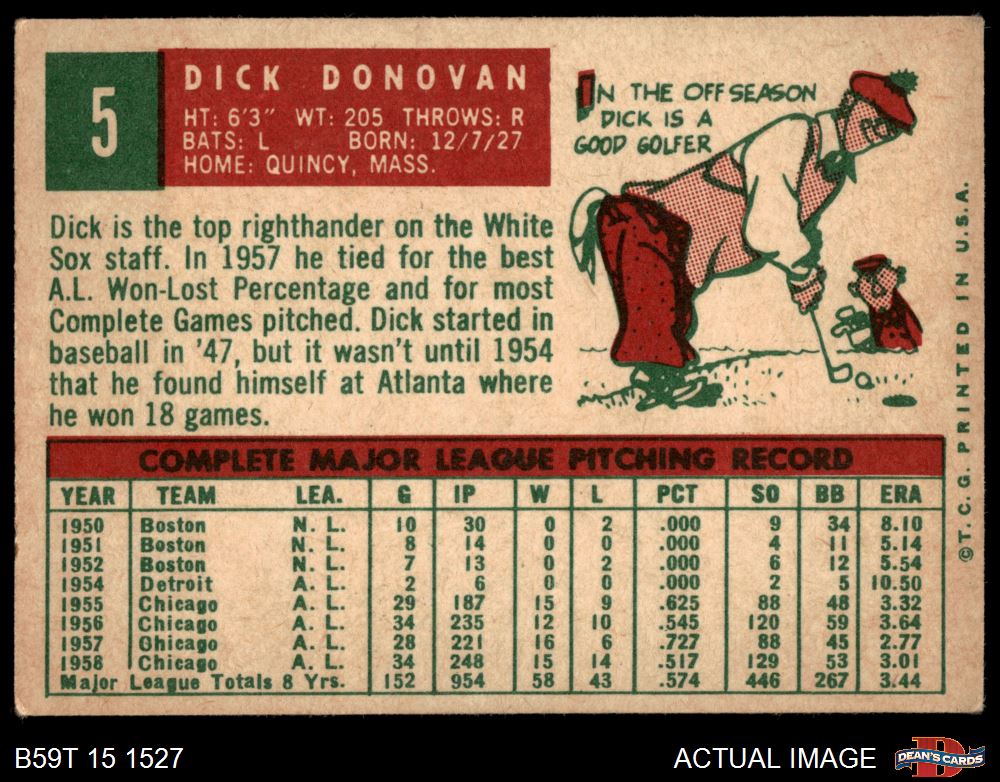 5
DICK DONOVAN
HT: 6'3" WT: 205 THROWS: R
BATS: L BORN: 12/7/27
HOME: QUINCY, MASS.
IN THE OFF SEASON
DICK IS A
GOOD GOLFER
Dick is the top righthander on the White
Sox staff. In 1957 he tied for the best
A.L. Won-Lost Percentage and for most
Complete Games pitched. Dick started in
baseball in '47, but it wasn't until 1954
that he found himself at Atlanta where
he won 18 games.
COMPLETE MAJOR LEAGUE PITCHING RECORD
YEAR TEAM LEA. G IP W L PCT SO BB ERA
1950 Boston N. L. 10 30 0 2 .000 9 34 8.10
1951 Boston N. L. 8 14 0 0 .000 4 11 5.14
1952 Boston N. L. 7 13 0 2 .000 6 12 5.54
1954 Detroit A. L. 2 6 0 0 .000 2 5 10.50
1955 Chicago A. L. 29 187 15 9 .625 88 48 3.32
1956 Chicago A. L. 34 235 12 10 .545 120 59 3.64
1957 Chicago A. L. 28 221 16 6 .727 88 45 2.77
1958 Chicago A. L. 34 248 15 14 .517 129 53 3.01
Major League Totals 8 Yrs. 152 954 58 43 .574 446 267 3.44
©T.C.G. PRINTED IN U.S.A.
B59T 15 1527
ACTUAL IMAGE
D
DEAN'S CARDS